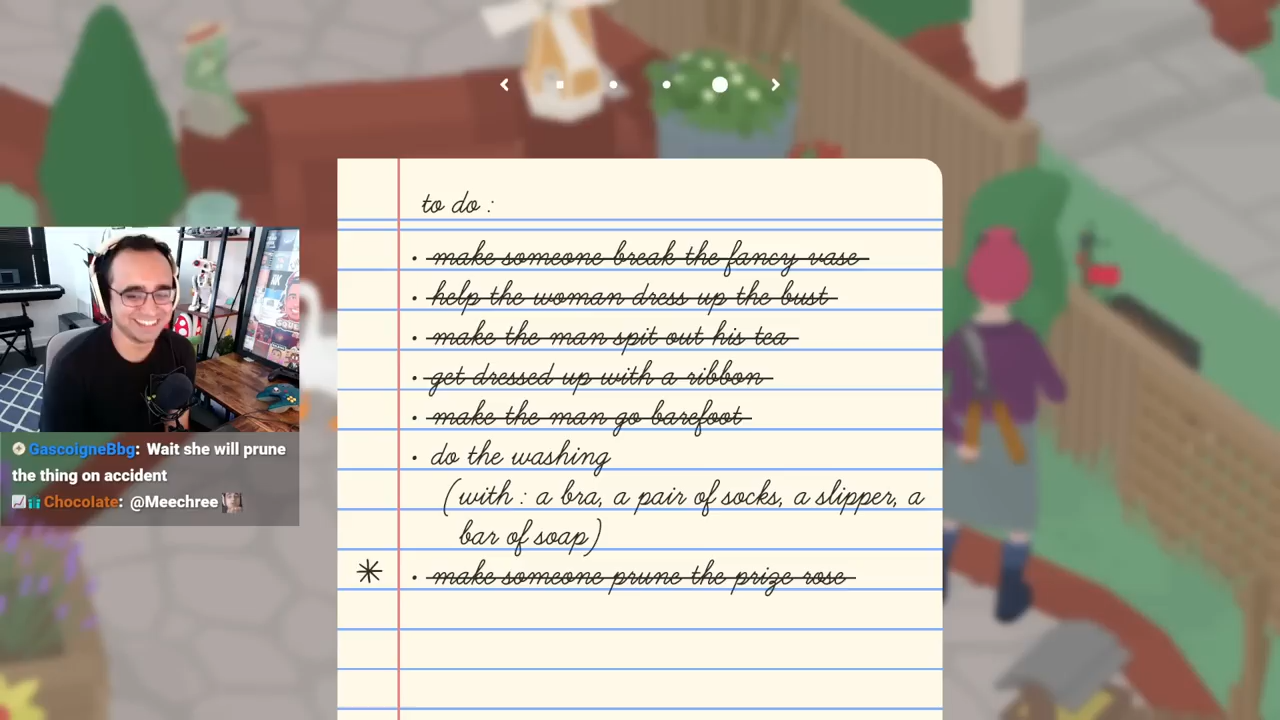 to do :
• make someone break the fancy vase
• help the woman dress up the bust
• make the man spit out his tea
• get dressed up with a ribbon
• make the man go barefoot
• do the washing
(with : a bra, a pair of socks, a slipper, a
bar of soap)
• make someone prune the prize rose
GascoigneBbg: Wait she will prune
the thing on accident
Chocolate: @Meechree